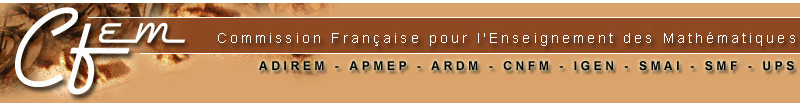 Cfem
Commission Française pour l'Enseignement des Mathématiques
ADIREM - APMEP - ARDM - CNFM - IGEN - SMAI - SMF - UPS